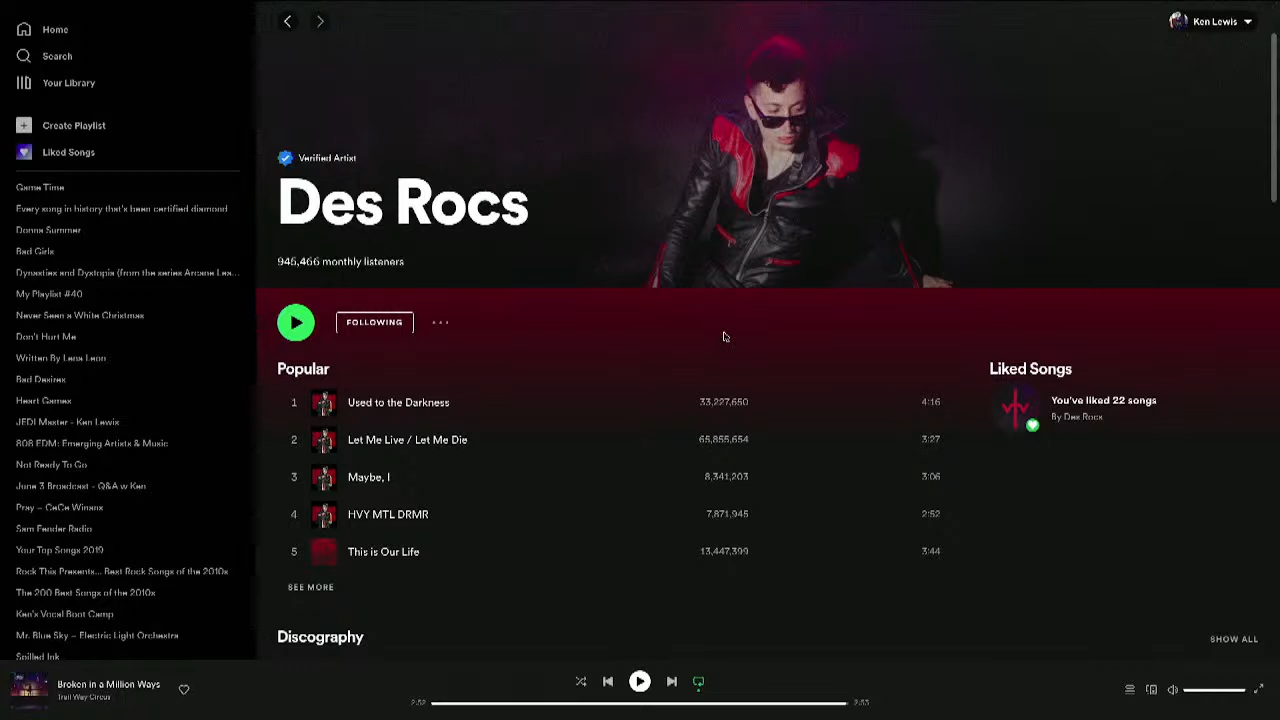 Home
Search
Your Library
Create Playlist
Liked Songs
Game Time
Every song in history that's been certified diamond
Donna Summer
Bad Girls
Dynasties and Dystopia (from the series Arcane Lea...
My Playlist #40
Never Seen a White Christmas
Don't Hurt Me
Written By Lena Leon
Bad Desires
Heart Games
JEDI Master - Ken Lewis
808 EDM: Emerging Artists & Music
Not Ready To Go
June 3 Broadcast - Q&A w Ken
Pray – CeCe Winans
Sam Fender Radio
Your Top Songs 2019
Rock This Presents... Best Rock Songs of the 2010s
The 200 Best Songs of the 2010s
Ken's Vocal Boot Camp
Mr. Blue Sky – Electric Light Orchestra
Spilled Ink
Ken Lewis
Verified Artist
Des Rocs
945,466 monthly listeners
FOLLOWING
Popular
1 Used to the Darkness 33,227,650 4:16
2 Let Me Live / Let Me Die 65,855,654 3:27
3 Maybe, I 8,341,203 3:06
4 HVY MTL DRMR 7,871,945 2:52
5 This is Our Life 13,447,399 3:44
SEE MORE
Liked Songs
You've liked 22 songs
By Des Rocs
Discography
SHOW ALL
Broken in a Million Ways
Trail Way Circus
2:52
2:53